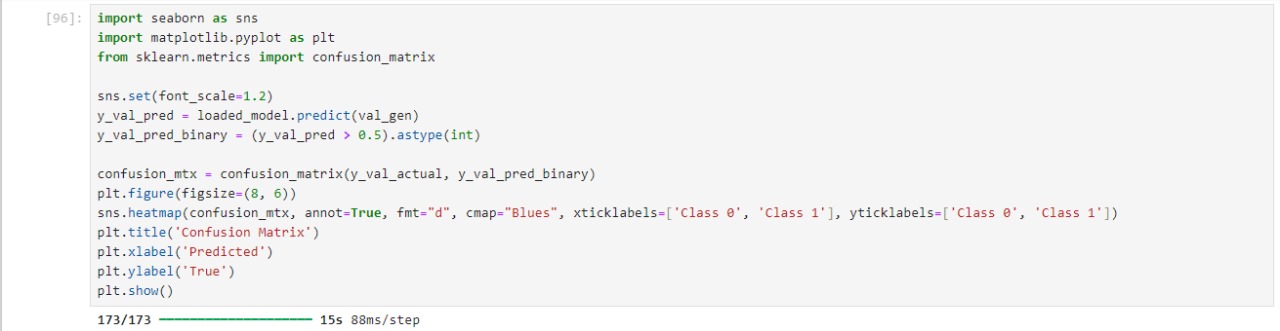 [96]: import seaborn as sns
import matplotlib.pyplot as plt
from sklearn.metrics import confusion_matrix
sns.set(font_scale=1.2)
y_val_pred = loaded_model.predict(val_gen)
y_val_pred_binary = (y_val_pred > 0.5).astype(int)
confusion_mtx = confusion_matrix(y_val_actual, y_val_pred_binary)
plt.figure(figsize=(8, 6))
sns.heatmap(confusion_mtx, annot=True, fmt="d", cmap="Blues", xticklabels=['Class 0', 'Class 1'], yticklabels=['Class 0', 'Class 1'])
plt.title('Confusion Matrix')
plt.xlabel('Predicted')
plt.ylabel('True')
plt.show()
173/173 ━━━━━━━━━━━━━━━━━━━━ 15s 88ms/step